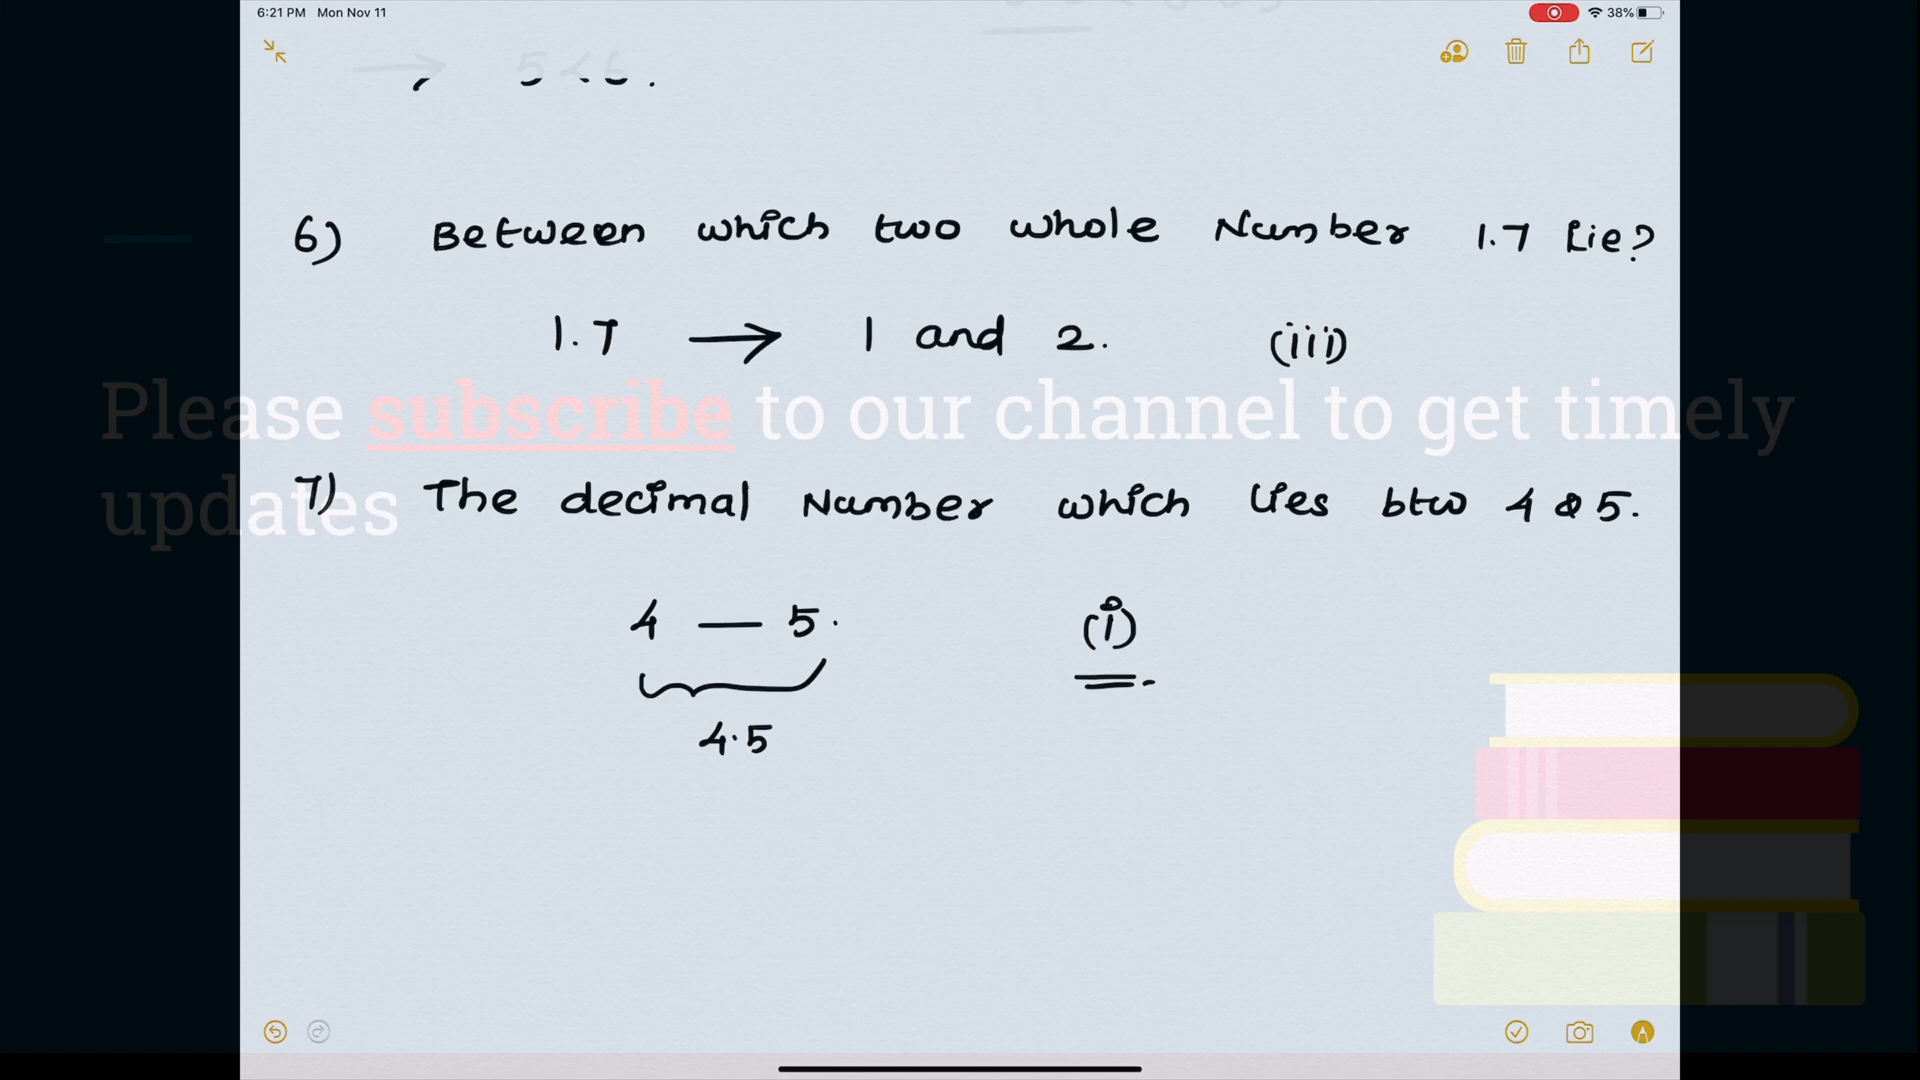 6:21 PM Mon Nov 11
38%
6) Between which two whole Number 1.7 lie?
1.7 → 1 and 2. (iii)
Please subscribe to our channel to get timely
updates
7) The decimal Number which lies btw 4 & 5.
4 — 5. (i)
4.5